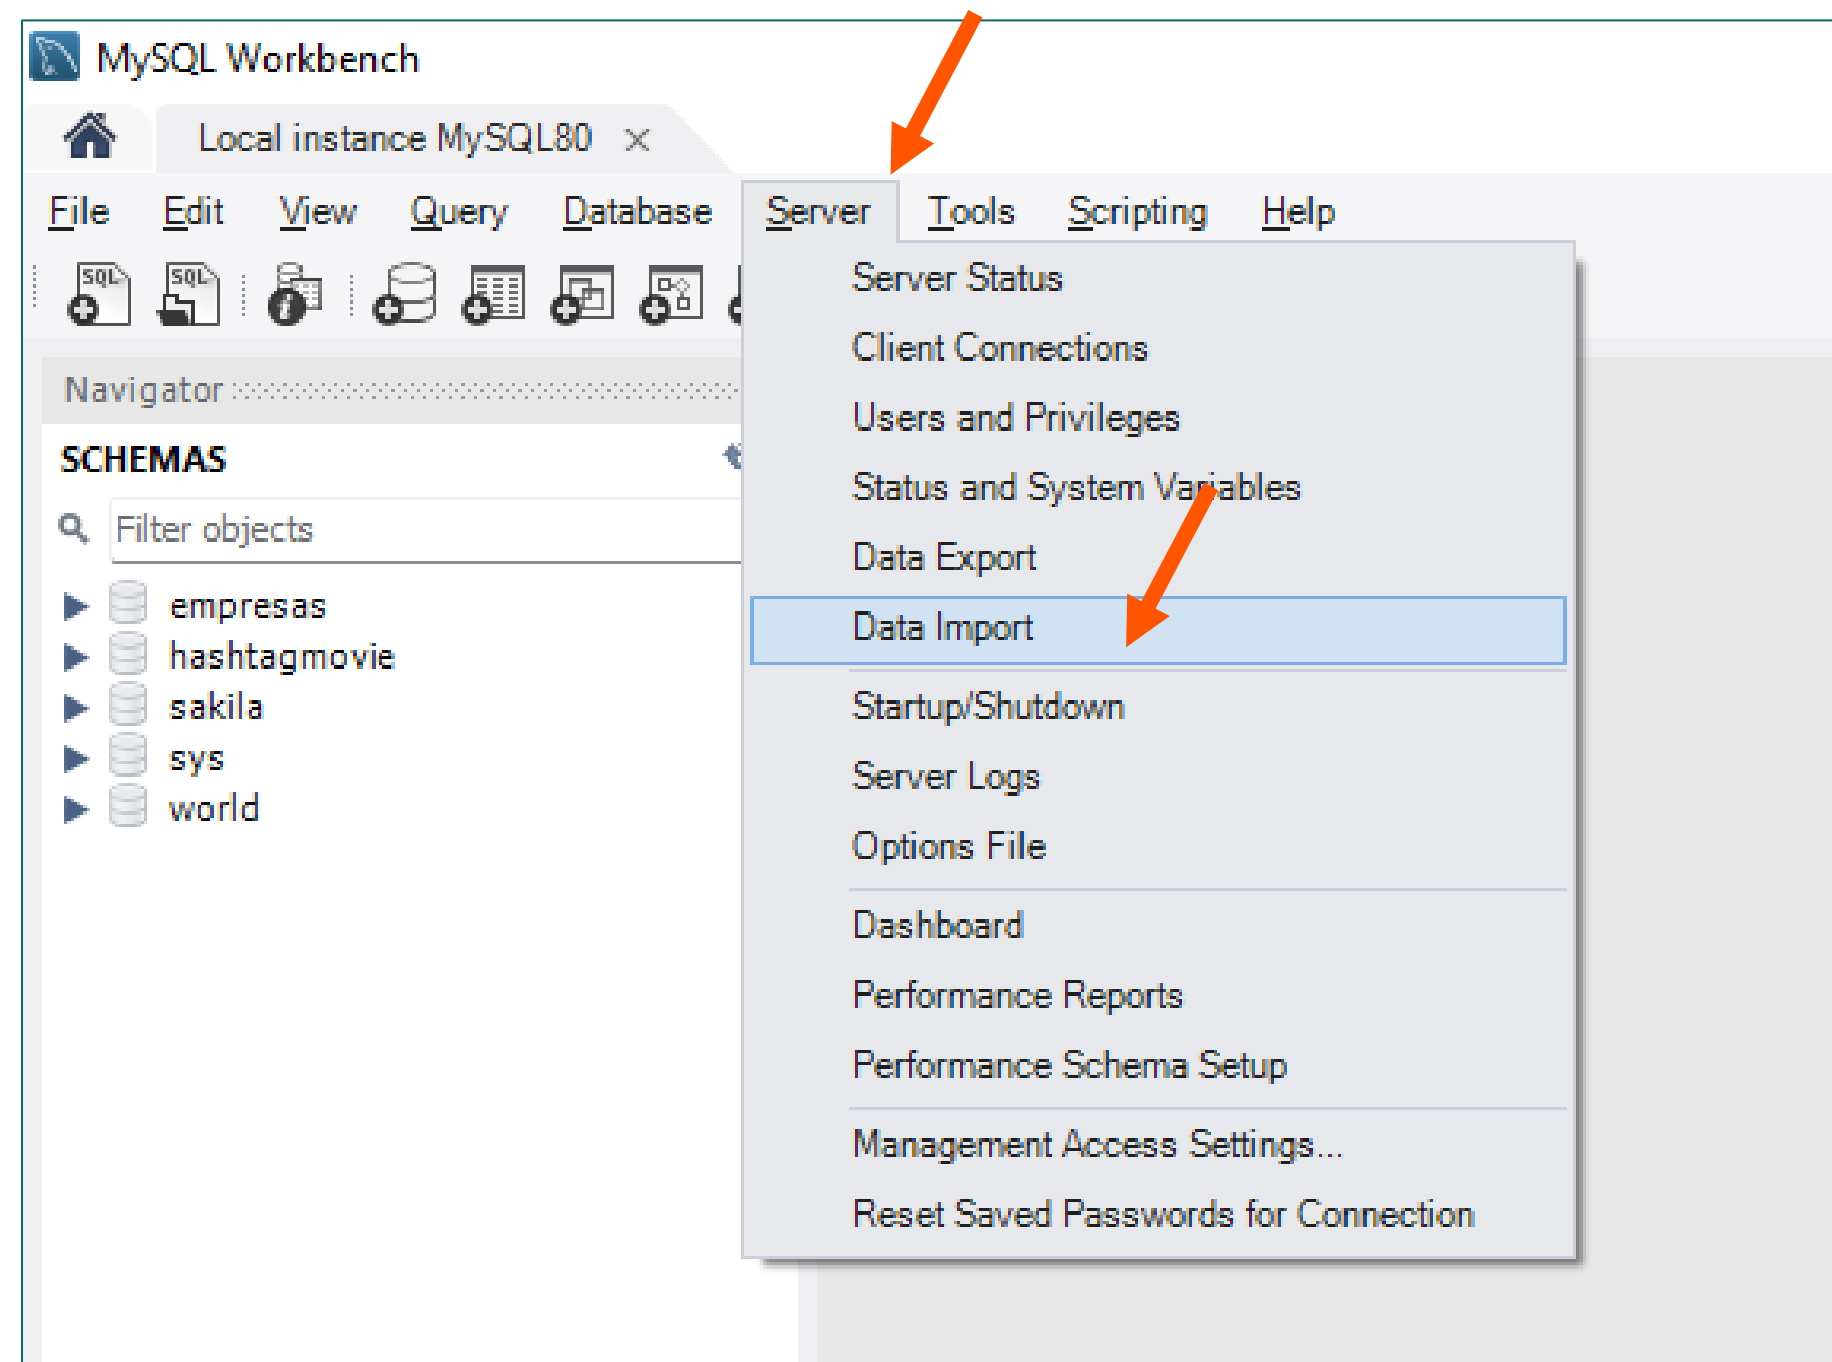 MySQL Workbench
Local instance MySQL80 ×
File Edit View Query Database Server Tools Scripting Help
SQL SQL
Server Status
Client Connections
Navigator
Users and Privileges
SCHEMAS
Status and System Variables
Filter objects
Data Export
empresas
Data Import
hashtagmovie
sakila
Startup/Shutdown
sys
Server Logs
world
Options File
Dashboard
Performance Reports
Performance Schema Setup
Management Access Settings...
Reset Saved Passwords for Connection